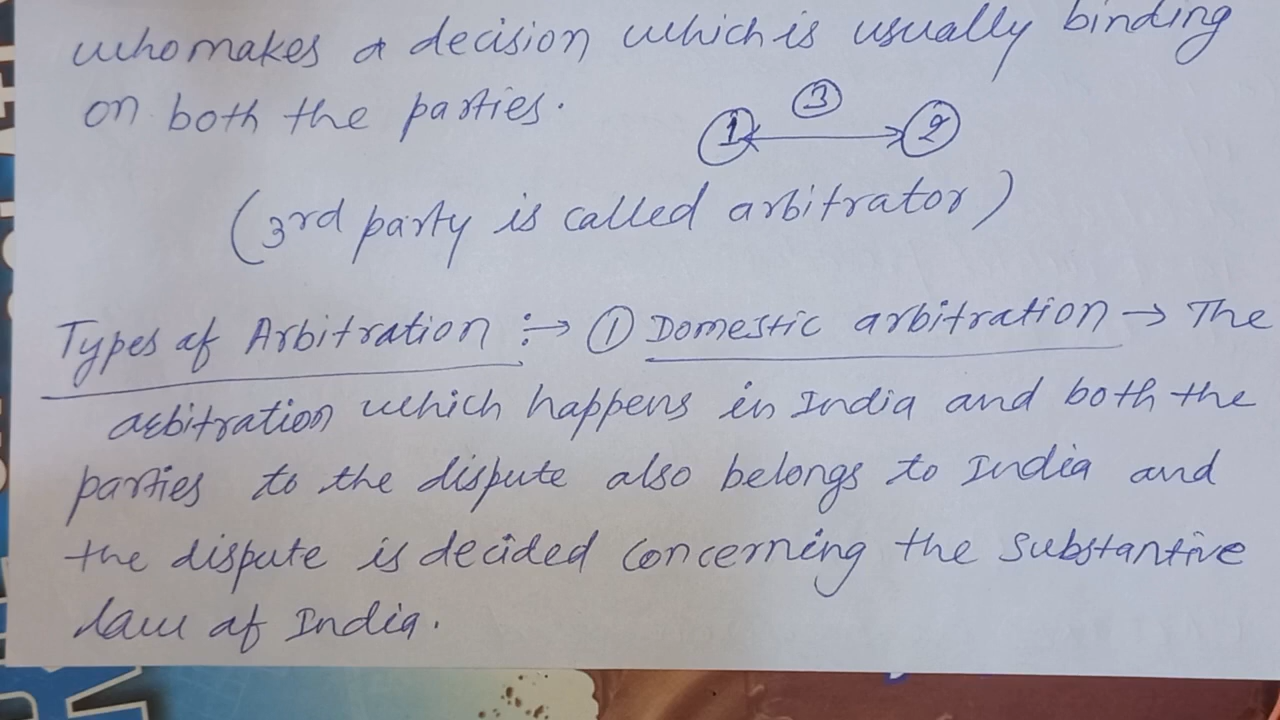 who makes a decision which is usually binding
on both the parties.
3
1 2
(3rd party is called arbitrator)
Types of Arbitration :→ ① Domestic arbitration → The
arbitration which happens in India and both the
parties to the dispute also belongs to India and
the dispute is decided concerning the substantive
law of India.